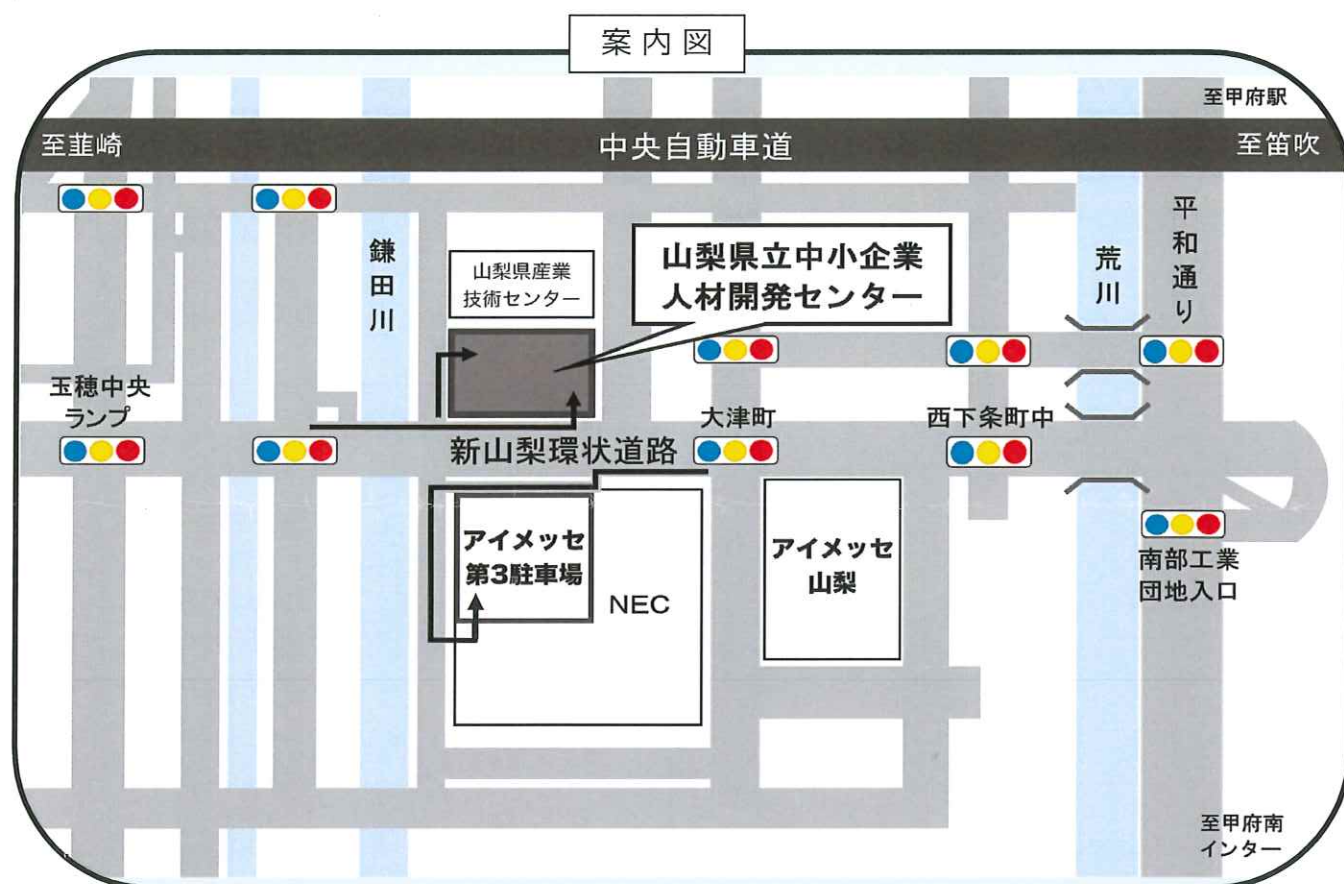 案内図
至甲府駅
至韮崎
中央自動車道
至笛吹
鎌田川
山梨県産業
技術センター
山梨県立中小企業
人材開発センター
荒川
平和通り
玉穂中央
ランプ
大津町
西下条町中
新山梨環状道路
アイメッセ
第3駐車場
NEC
アイメッセ
山梨
南部工業
団地入口
至甲府南
インター